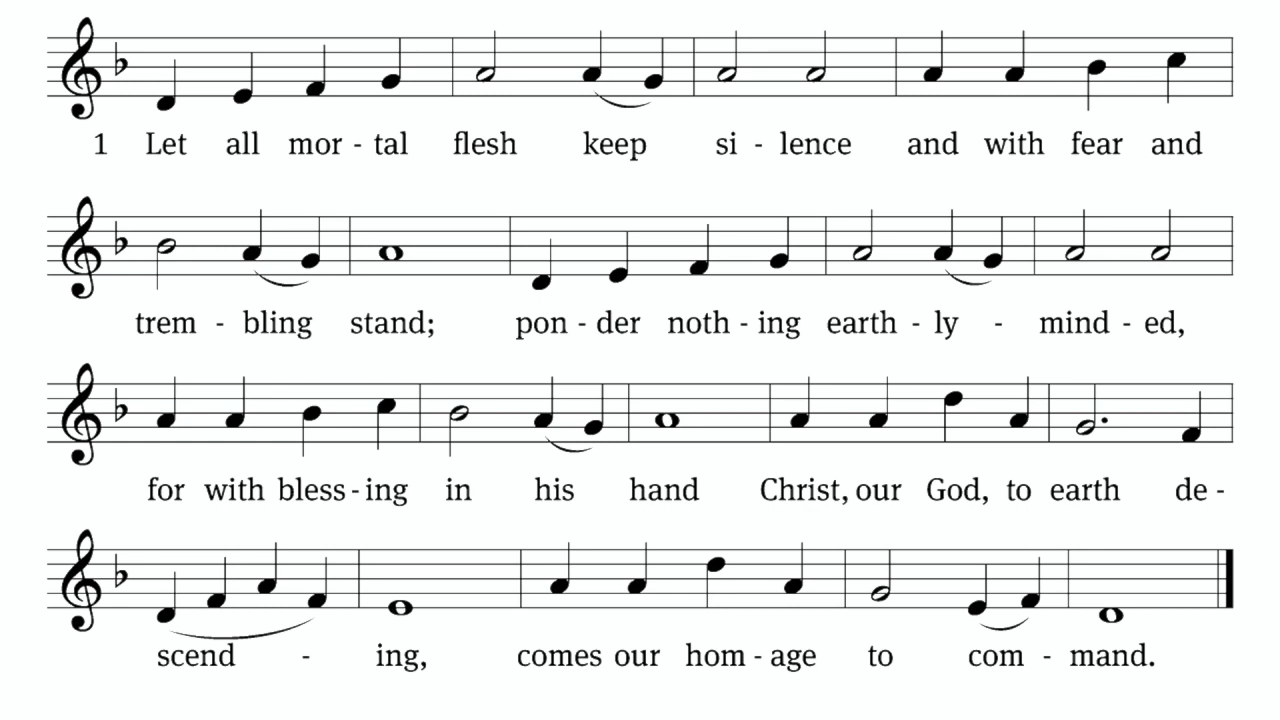 1 Let all mor - tal flesh keep si - lence and with fear and
trem - bling stand; pon - der noth - ing earth - ly - mind - ed,
for with bless - ing in his hand Christ, our God, to earth de -
scend - ing, comes our hom - age to com - mand.